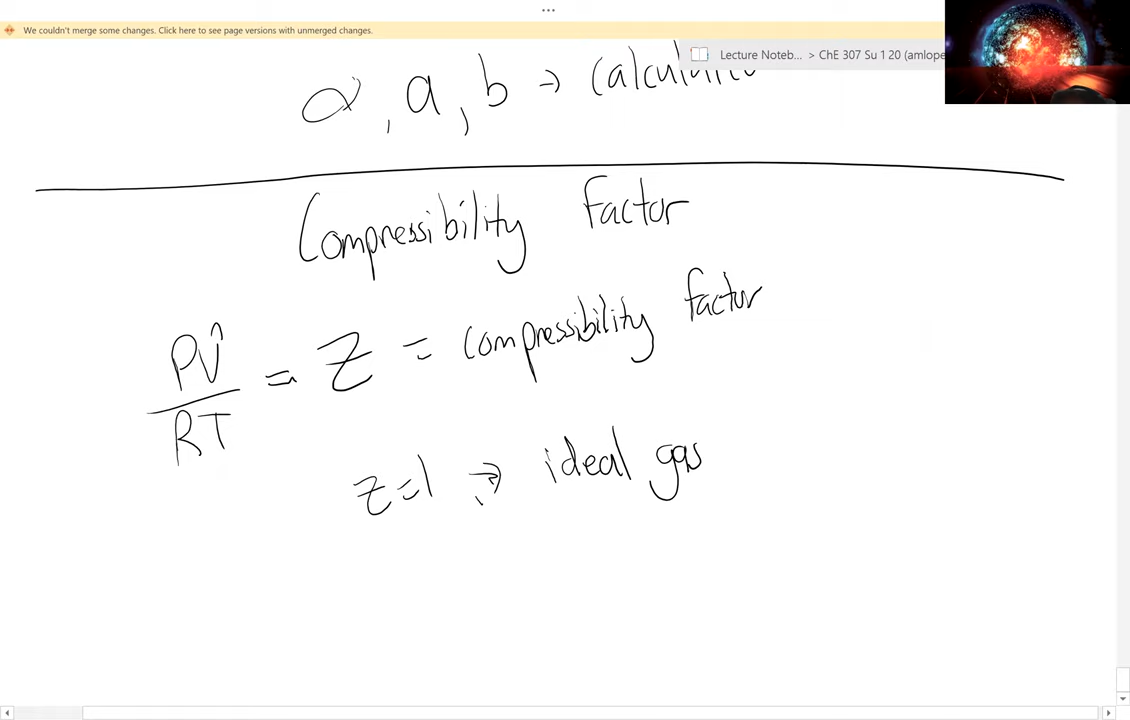 We couldn't merge some changes. Click here to see page versions with unmerged changes.
Lecture Noteb... > ChE 307 Su 1 20 (amlope
α, a, b →
Compressibility Factor
PV̂/RT = Z = compressibility factor
z=1 → ideal gas